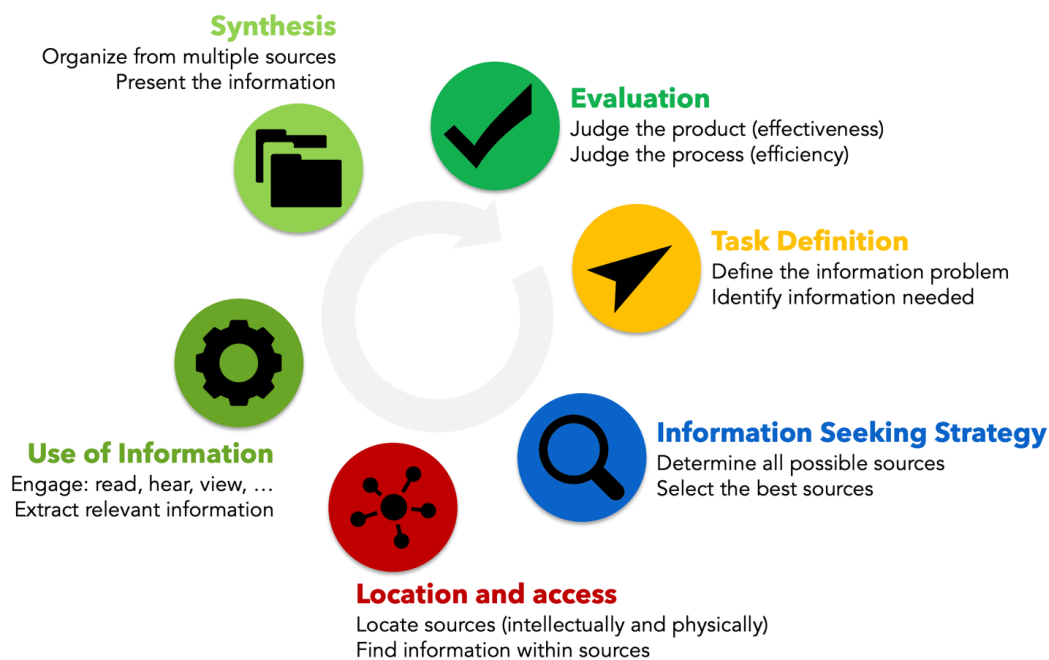 Synthesis
Organize from multiple sources
Present the information
Evaluation
Judge the product (effectiveness)
Judge the process (efficiency)
Task Definition
Define the information problem
Identify information needed
Information Seeking Strategy
Determine all possible sources
Select the best sources
Use of Information
Engage: read, hear, view, …
Extract relevant information
Location and access
Locate sources (intellectually and physically)
Find information within sources